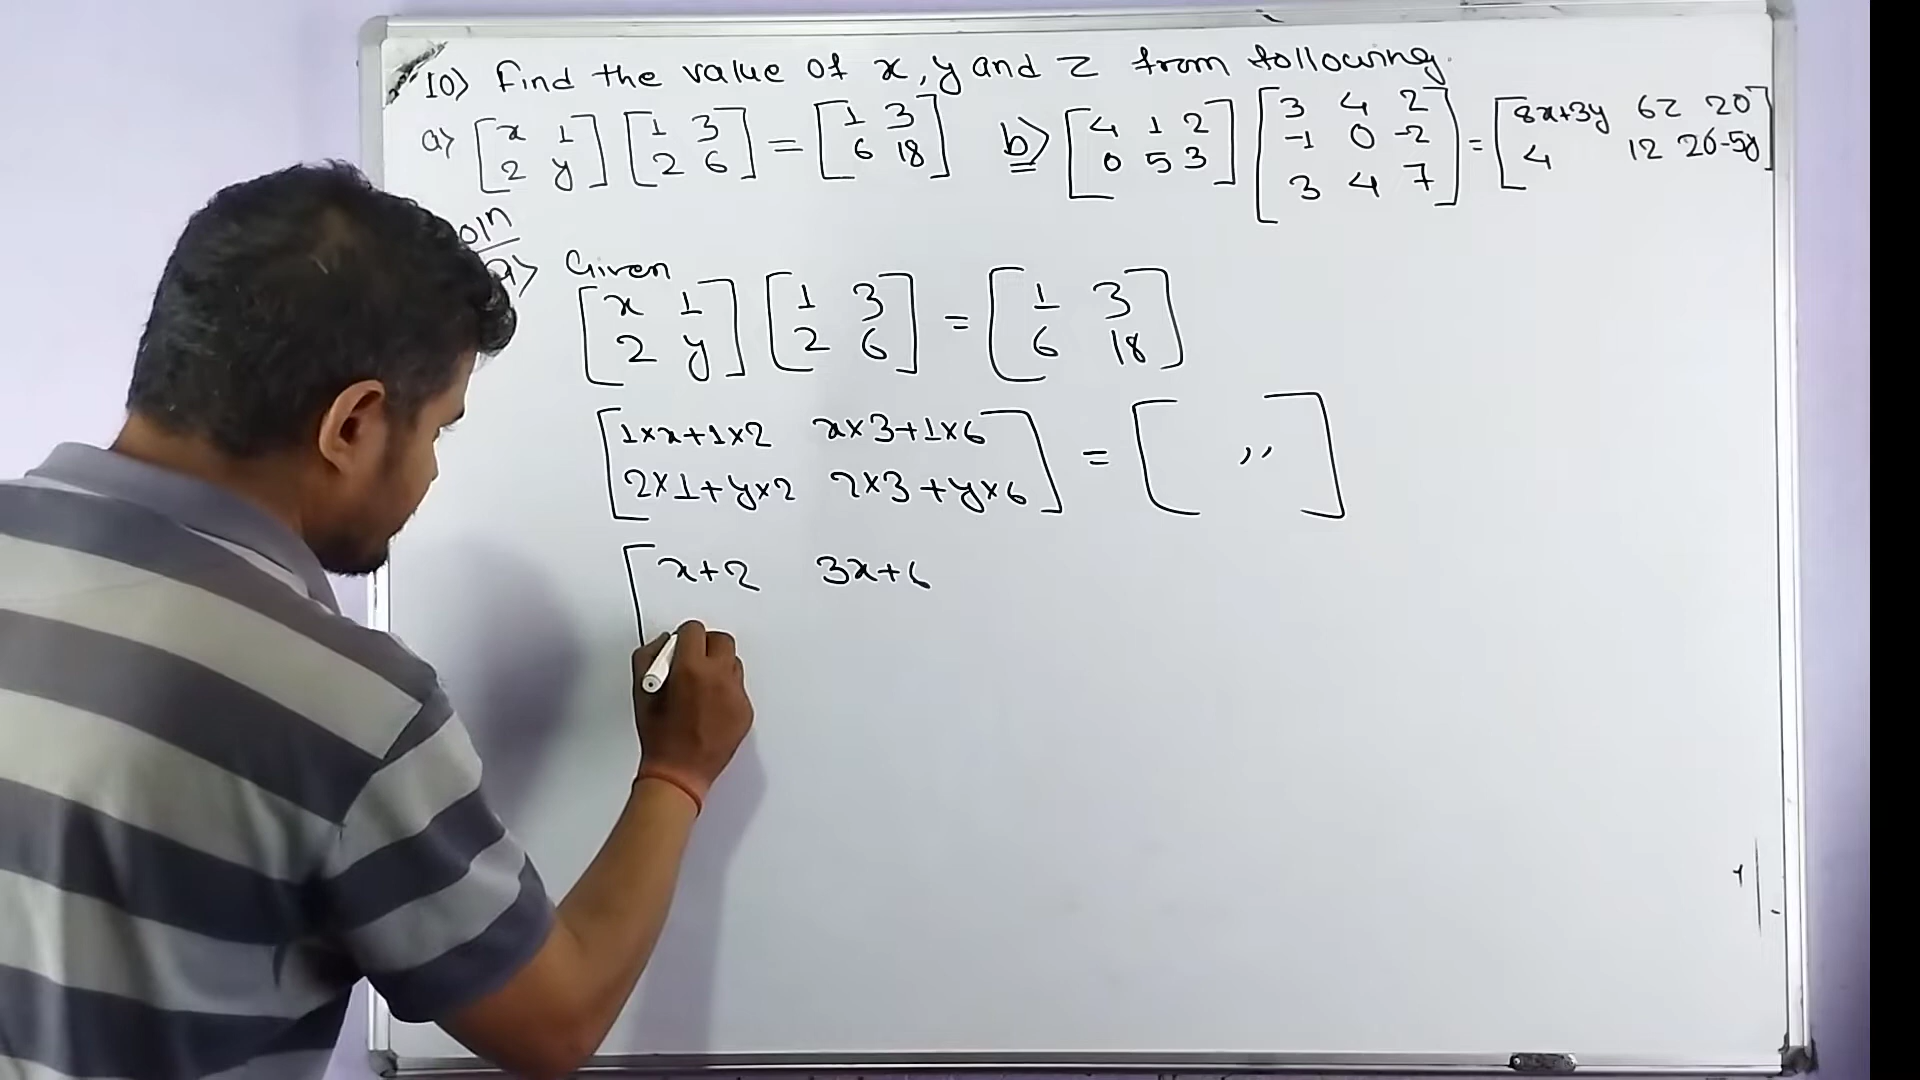 10) Find the value of x, y and z from following.
a) [x 1 [1 3 = [1 3 b) [4 1 2 [3 4 2 = [8x+3y 6z 20
2 y] 2 6] 6 18] 0 5 3] -1 0 -2 4 12 26-5y]
3 4 7]
oln
a) Given
[x 1 [1 3 = [1 3
2 y] 2 6] 6 18]
[1×x+1×2 x×3+1×6 = [ ,, ]
2×1+y×2 2×3+y×6]
[x+2 3x+6